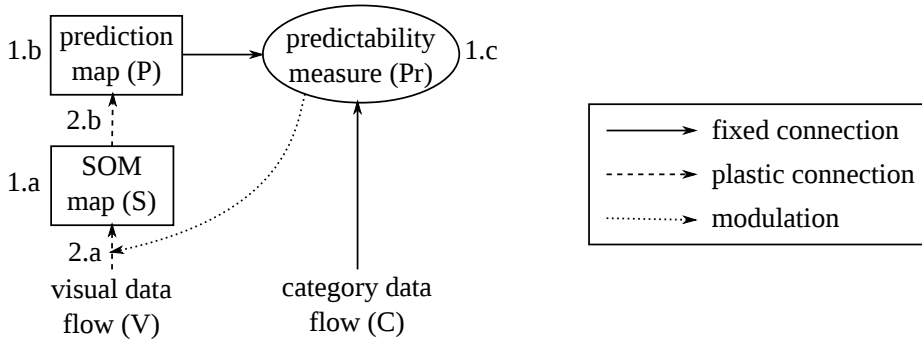 1.b
prediction
map (P)
predictability
measure (Pr)
1.c
2.b
1.a
SOM
map (S)
2.a
visual data
flow (V)
category data
flow (C)
fixed connection
plastic connection
modulation